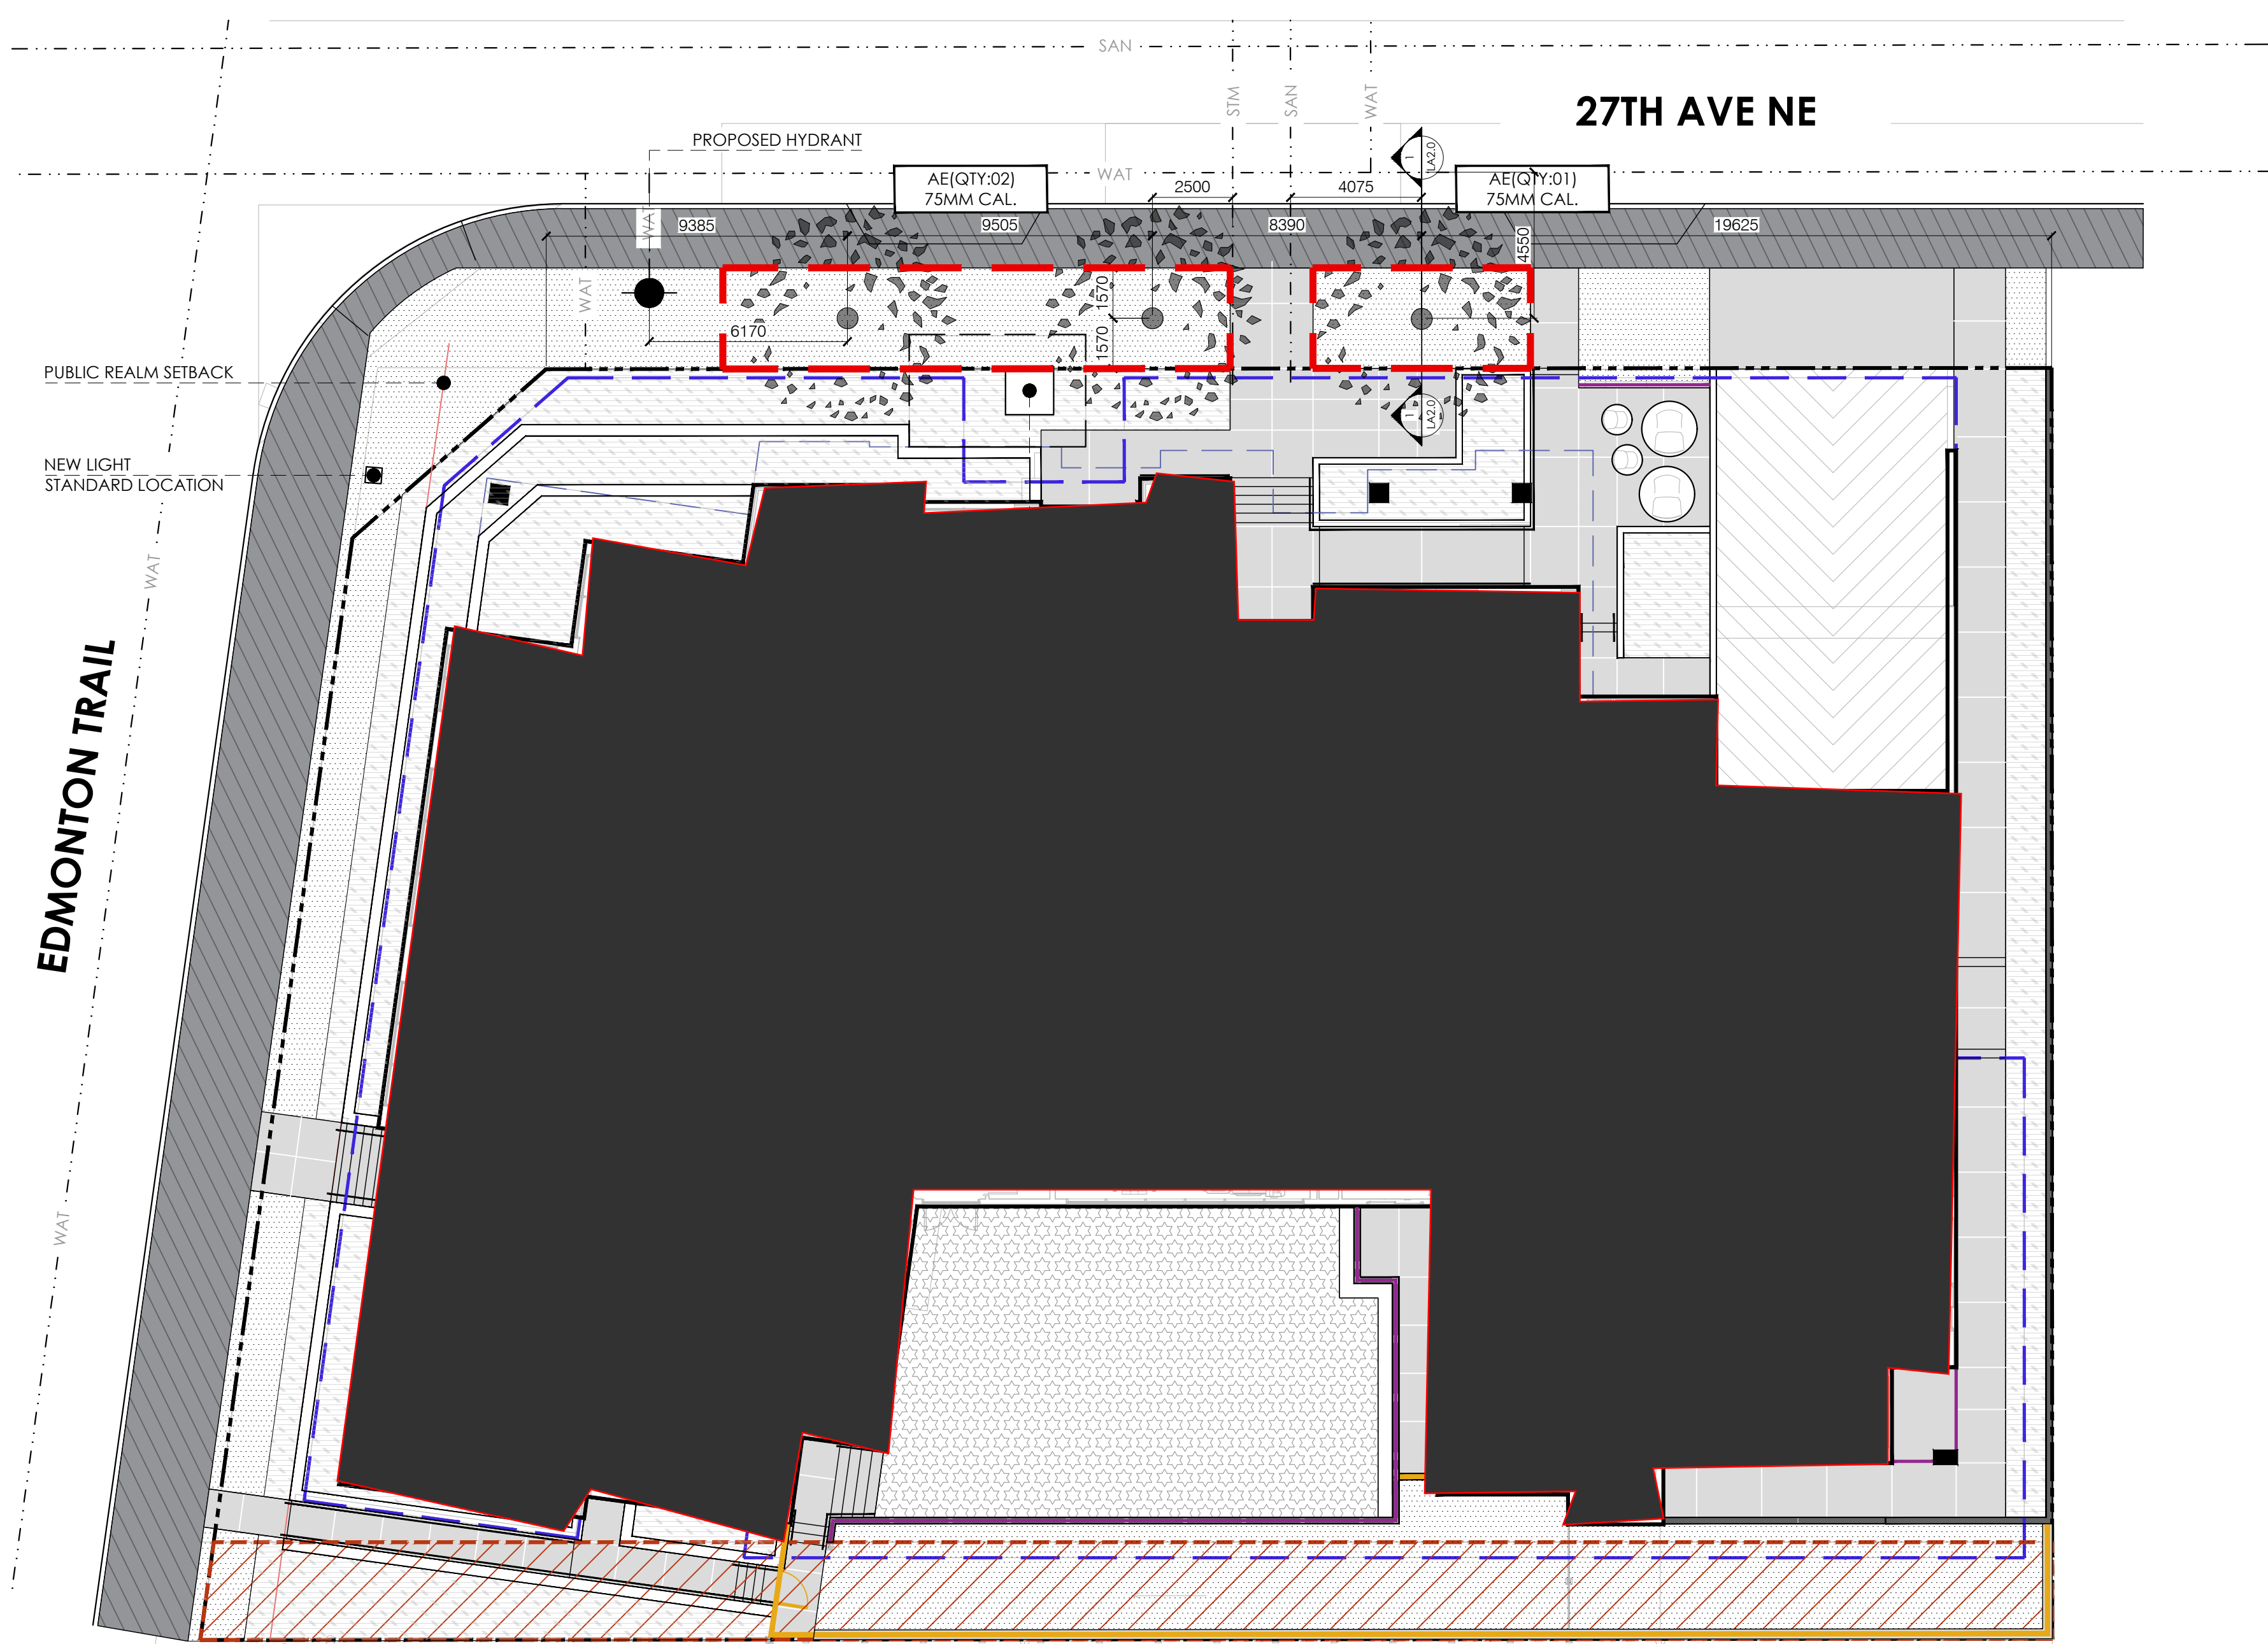 SAN
STM
SAN
WAT
27TH AVE NE
PROPOSED HYDRANT
WAT
AE(QTY:02)
75MM CAL.
2500
4075
1
LA2.0
AE(QTY:01)
75MM CAL.
WAT
9385
9505
8390
4550
19625
WAT
1570
6170
1570
PUBLIC REALM SETBACK
1
LA2.0
NEW LIGHT
STANDARD LOCATION
WAT
EDMONTON TRAIL
WAT